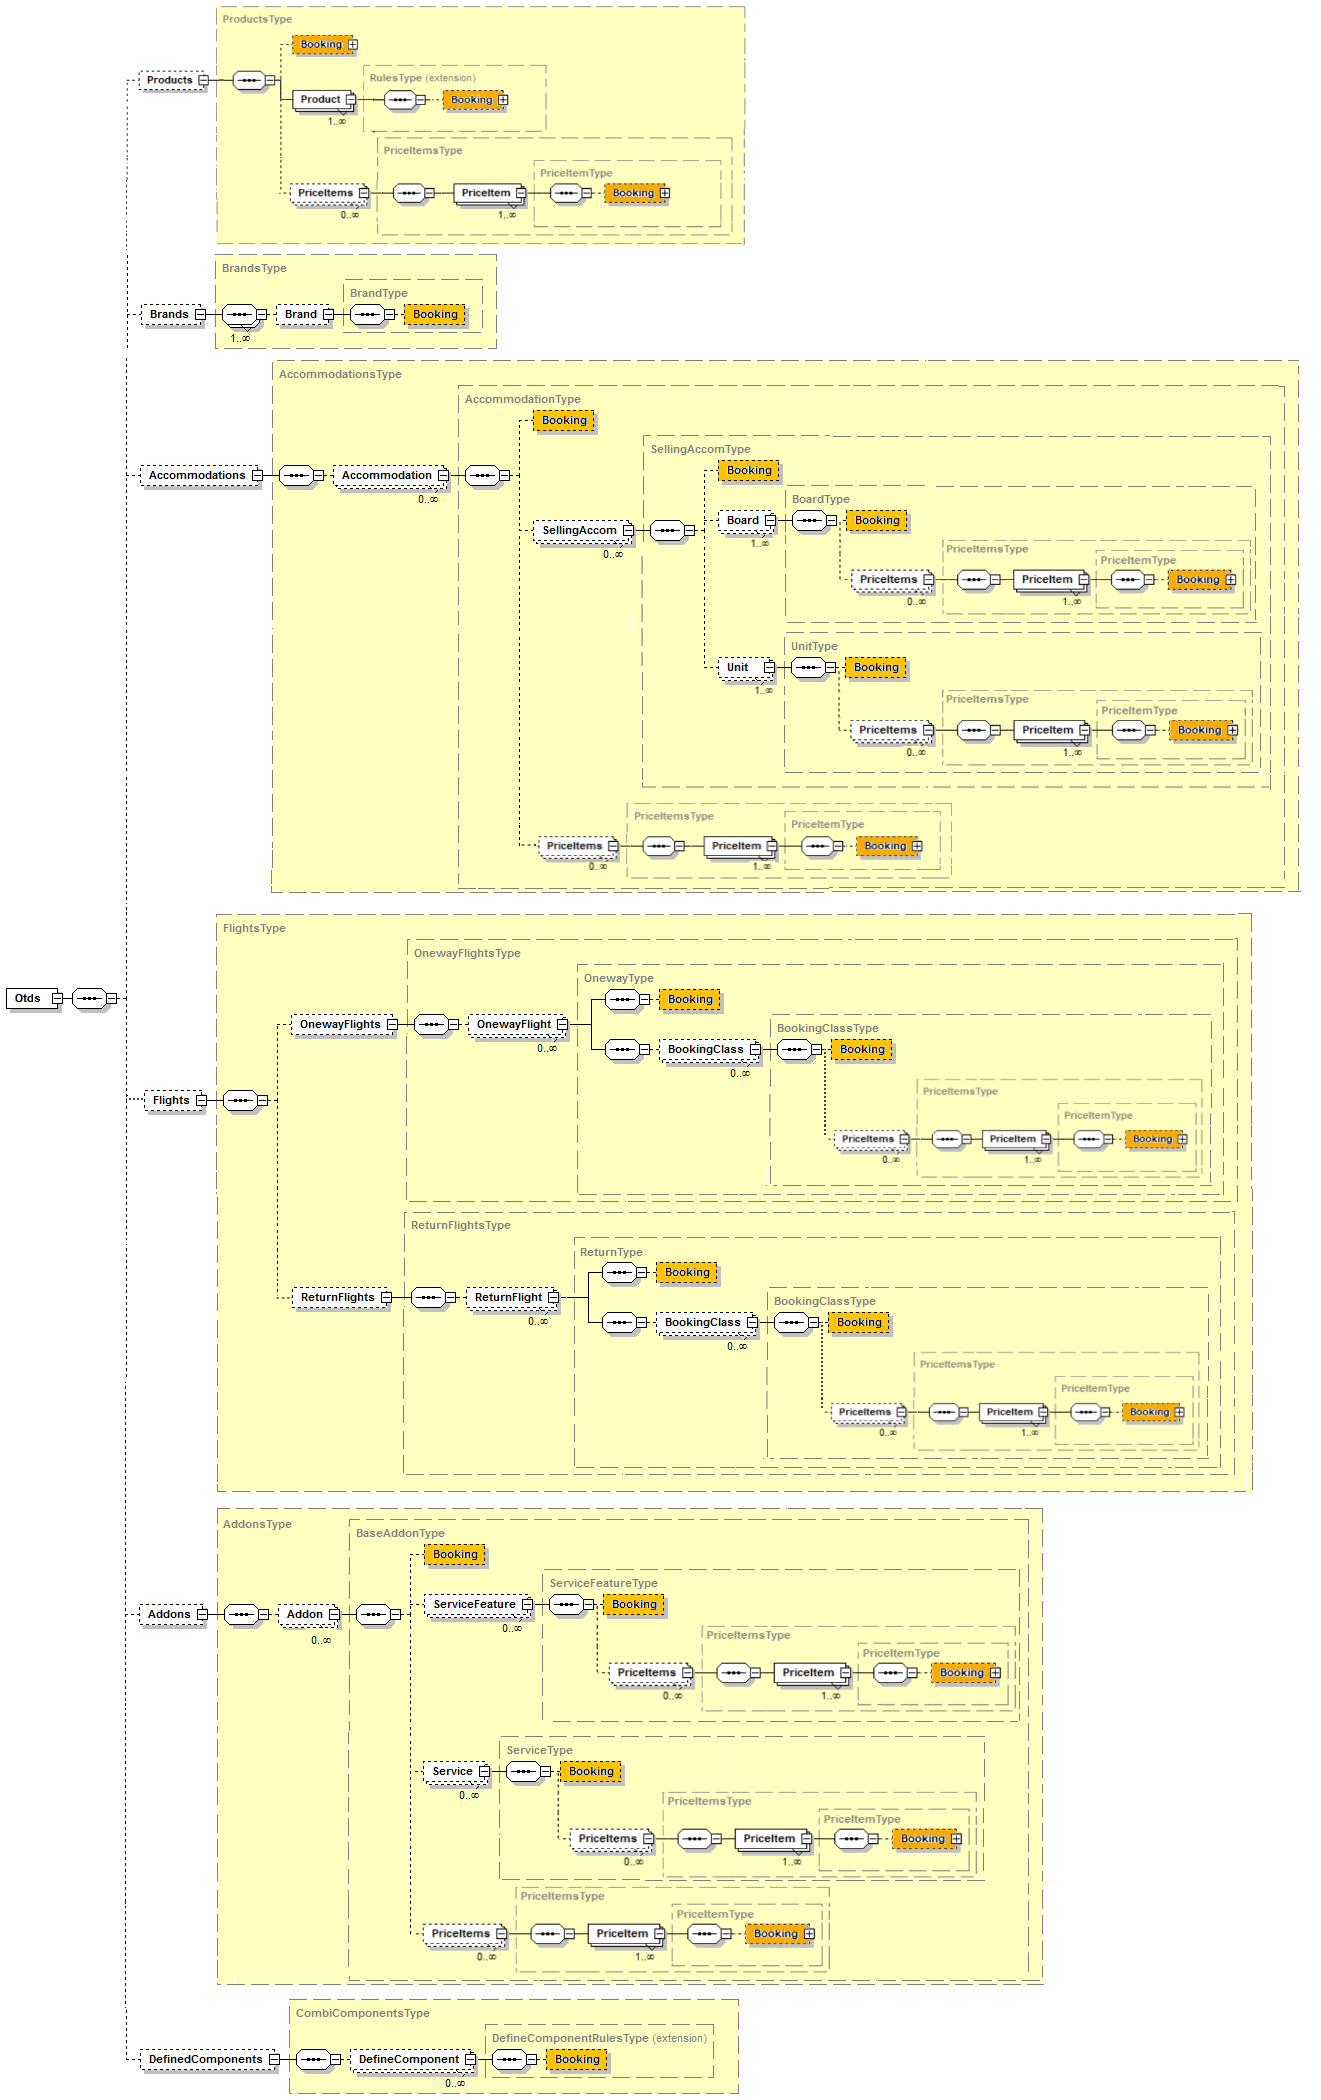 ProductsType
Booking
Products
RulesType (extension)
Product
Booking
1..∞
PriceItemsType
PriceItemType
PriceItems
PriceItem
Booking
0..∞
1..∞
BrandsType
BrandType
Brands
Brand
Booking
1..∞
AccommodationsType
AccommodationType
Booking
SellingAccomType
Accommodations
Accommodation
Booking
0..∞
BoardType
SellingAccom
Board
Booking
0..∞
1..∞
PriceItemsType
PriceItemType
PriceItems
PriceItem
Booking
0..∞
1..∞
UnitType
Unit
Booking
1..∞
PriceItemsType
PriceItemType
PriceItems
PriceItem
Booking
0..∞
1..∞
PriceItemsType
PriceItemType
PriceItems
PriceItem
Booking
0..∞
1..∞
FlightsType
OnewayFlightsType
OnewayType
Otds
Booking
OnewayFlights
OnewayFlight
BookingClassType
0..∞
BookingClass
Booking
0..∞
Flights
PriceItemsType
PriceItemType
PriceItems
PriceItem
Booking
0..∞
1..∞
ReturnFlightsType
ReturnType
Booking
ReturnFlights
ReturnFlight
BookingClassType
0..∞
BookingClass
Booking
0..∞
PriceItemsType
PriceItemType
PriceItems
PriceItem
Booking
0..∞
1..∞
AddonsType
BaseAddonType
Booking
ServiceFeatureType
Addons
Addon
ServiceFeature
Booking
0..∞
0..∞
PriceItemsType
PriceItemType
PriceItems
PriceItem
Booking
0..∞
1..∞
ServiceType
Service
Booking
0..∞
PriceItemsType
PriceItemType
PriceItems
PriceItem
Booking
0..∞
1..∞
PriceItemsType
PriceItemType
PriceItems
PriceItem
Booking
0..∞
1..∞
CombiComponentsType
DefineComponentRulesType (extension)
DefinedComponents
DefineComponent
Booking
0..∞